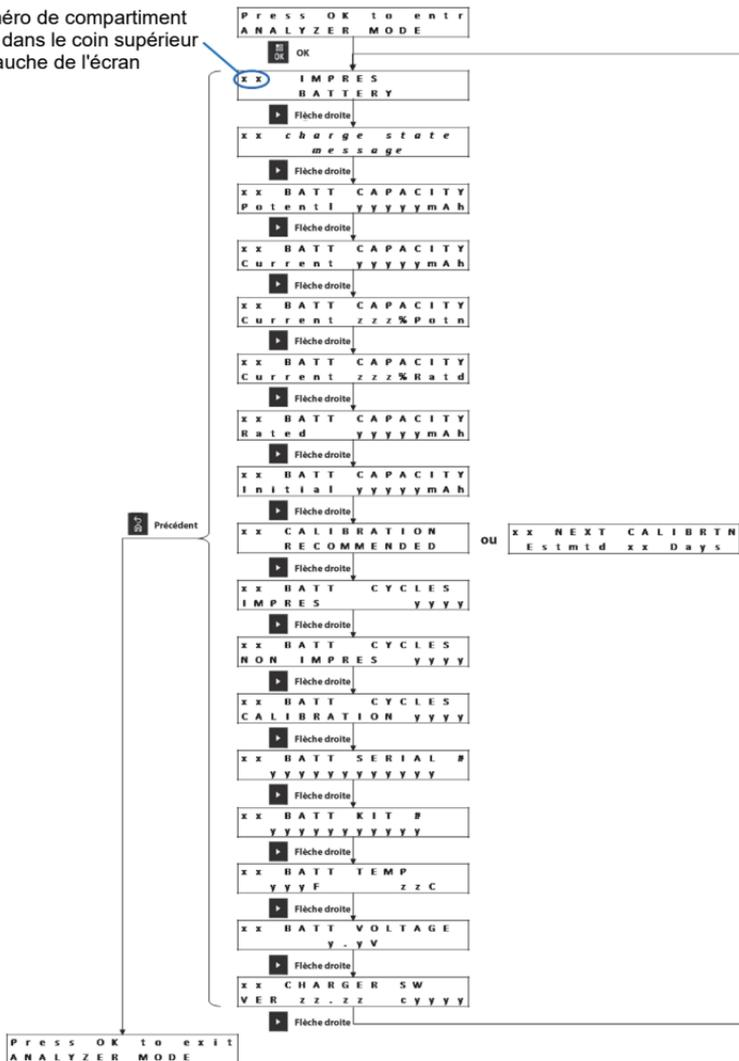 éro de compartiment
dans le coin supérieur
auche de l'écran
Press OK to entr
ANALYZER MODE
OK
OK
xx IMPRES
BATTERY
Flèche droite
xx charge state
message
Flèche droite
xx BATT CAPACITY
Potentl yyyyymAh
Flèche droite
xx BATT CAPACITY
Current yyyyymAh
Flèche droite
xx BATT CAPACITY
Current zzz%Potn
Flèche droite
xx BATT CAPACITY
Current zzz%Ratd
Flèche droite
xx BATT CAPACITY
Rated yyyyymAh
Flèche droite
xx BATT CAPACITY
Initial yyyyymAh
Flèche droite
Précédent
xx CALIBRATION
RECOMMENDED
ou
xx NEXT CALIBRTN
Estmtd xx Days
Flèche droite
xx BATT CYCLES
IMPRES yyyy
Flèche droite
xx BATT CYCLES
NON IMPRES yyyy
Flèche droite
xx BATT CYCLES
CALIBRATION yyyy
Flèche droite
xx BATT SERIAL #
yyyyyyyyyyyy
Flèche droite
xx BATT KIT #
yyyyyyyyyyy
Flèche droite
xx BATT TEMP
yyyF zzC
Flèche droite
xx BATT VOLTAGE
y.yV
Flèche droite
xx CHARGER SW
VER zz.zz cyyyy
Flèche droite
Press OK to exit
ANALYZER MODE